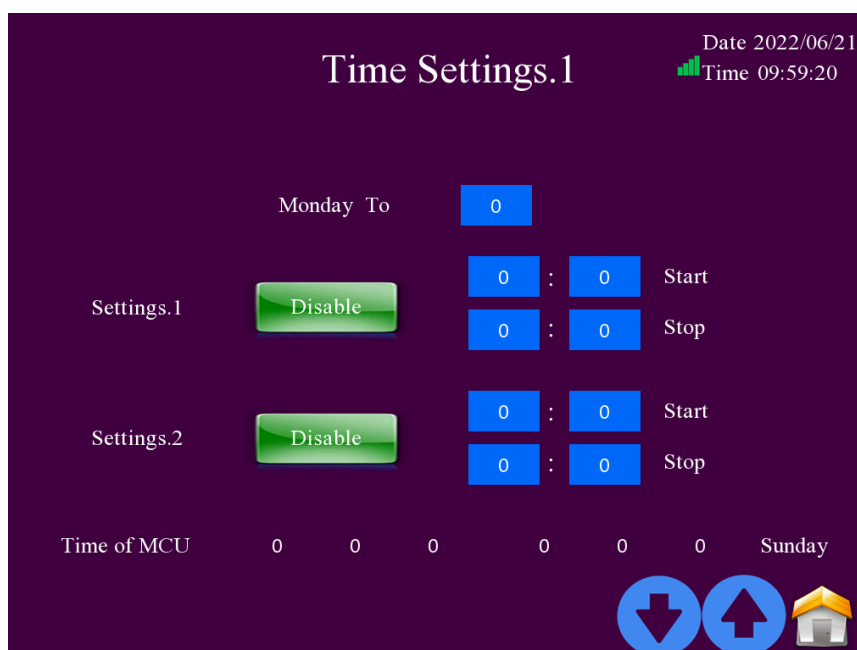 Date 2022/06/21
Time Settings.1
Time 09:59:20
Monday To 0
0 : 0 Start
Settings.1 Disable
0 : 0 Stop
0 : 0 Start
Settings.2 Disable
0 : 0 Stop
Time of MCU 0 0 0 0 0 0 Sunday